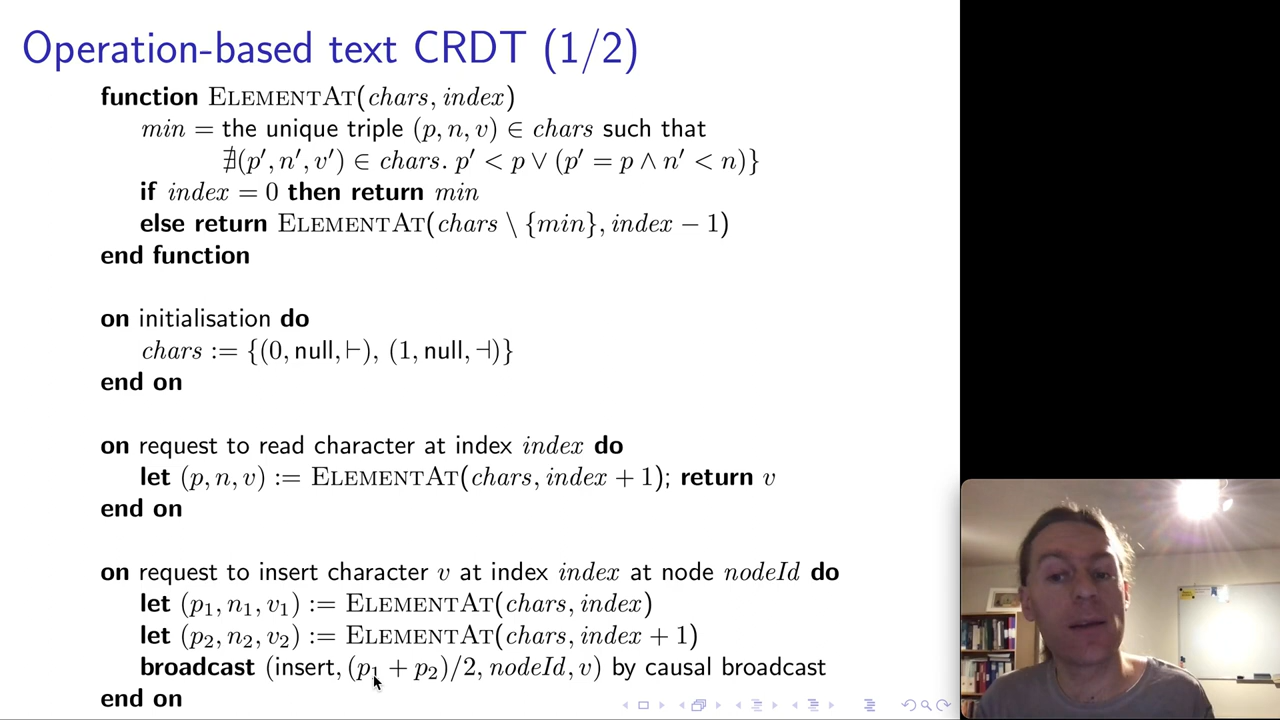 Operation-based text CRDT (1/2)
function ElementAt(chars, index)
min = the unique triple (p, n, v) ∈ chars such that
∄(p′, n′, v′) ∈ chars. p′ < p ∨ (p′ = p ∧ n′ < n)}
if index = 0 then return min
else return ElementAt(chars \ {min}, index − 1)
end function
on initialisation do
chars := {(0, null, ⊢), (1, null, ⊣)}
end on
on request to read character at index index do
let (p, n, v) := ElementAt(chars, index + 1); return v
end on
on request to insert character v at index index at node nodeId do
let (p₁, n₁, v₁) := ElementAt(chars, index)
let (p₂, n₂, v₂) := ElementAt(chars, index + 1)
broadcast (insert, (p₁ + p₂)/2, nodeId, v) by causal broadcast
end on